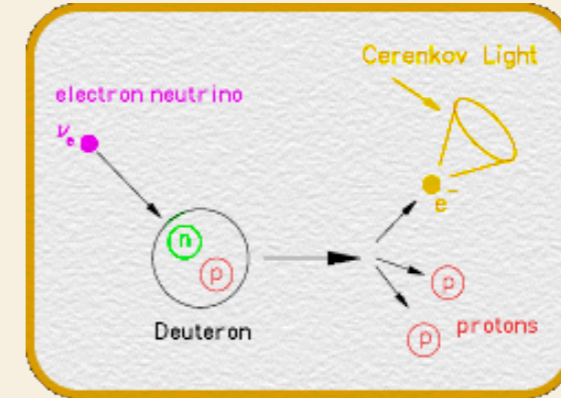 Cerenkov Light
electron neutrino
νe
e-
n
p
p
p
protons
Deuteron